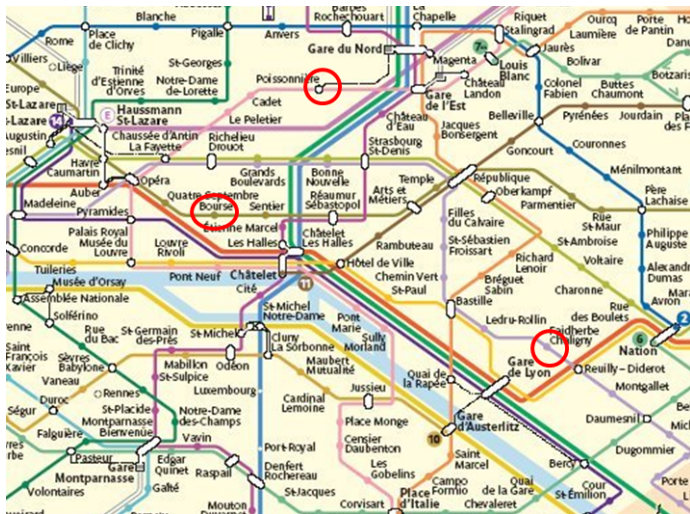 Blanche
Place
de Clichy
Pigalle
Anvers
Barbès
Rochechouart
La
Chapelle
Riquet
Stalingrad
Ourcq
Laumière
Porte
de Pantin
Rome
Liège
Villiers
St-Georges
Gare du Nord
Magenta
7bis
Louis
Blanc
Jaurès
Bolivar
Buttes
Chaumont
Botzaris
Place
Europe
Trinité
d'Estienne
d'Orves
Notre-Dame-
de-Lorette
Poissonnière
Cadet
Le Peletier
Château
Landon
Gare
de l'Est
Colonel
Fabien
St-Lazare
E
Haussmann
St-Lazare
14
Chaussée d'Antin
La Fayette
Richelieu
Drouot
Château
d'Eau
Jacques
Bonsergent
Belleville
Pyrénées
Jourdain
Strasbourg
St-Denis
Goncourt
Couronnes
Havre
Caumartin
Auber
Opéra
Grands
Boulevards
Bonne
Nouvelle
Temple
République
Ménilmontant
Madeleine
Pyramides
Quatre Septembre
Bourse
Sentier
Réaumur
Sébastopol
Arts et
Métiers
Oberkampf
Parmentier
Père
Lachaise
Palais Royal
Musée du
Louvre
Louvre
Rivoli
Étienne Marcel
Les Halles
Châtelet
Les Halles
Rambuteau
Filles
du Calvaire
St-Sébastien
Froissart
Rue
St-Maur
St-Ambroise
Voltaire
Philippe
Auguste
Concorde
Tuileries
Pont Neuf
Châtelet
Cité
11
Hôtel de Ville
Chemin Vert
St-Paul
Richard
Lenoir
Bréguet
Sabin
Charonne
Alexandre
Dumas
Avron
Musée d'Orsay
Assemblée Nationale
Solférino
St-Michel
Notre-Dame
Pont
Marie
Bastille
Ledru-Rollin
Rue
des Boulets
Faidherbe
Chaligny
2
6
Nation
Rue
du Bac
St-Germain
des-Prés
St-Michel
Cluny
La Sorbonne
Sully
Morland
Saint
François
Xavier
Sèvres
Babylone
Mabillon
St-Sulpice
Odéon
Maubert
Mutualité
Quai de
la Rapée
Gare
de Lyon
Reuilly - Diderot
Montgallet
Vaneau
Duroc
Rennes
Luxembourg
Cardinal
Lemoine
Jussieu
Ségur
St-Placide
Montparnasse
Bienvenüe
Notre-Dame
des-Champs
Place Monge
10
Gare
d'Austerlitz
Daumesnil
Falguière
Vavin
Port-Royal
Censier
Daubenton
Dugommier
Pasteur
Gare
Montparnasse
Edgar
Quinet
Raspail
Denfert
Rochereau
Les
Gobelins
Saint
Marcel
Bercy
Volontaires
Gaîté
Mouton
St-Jacques
Corvisart
Place
d'Italie
Campo
Formio
Quai
de la Gare
Chevaleret
Cour
St-Émilion
Porte